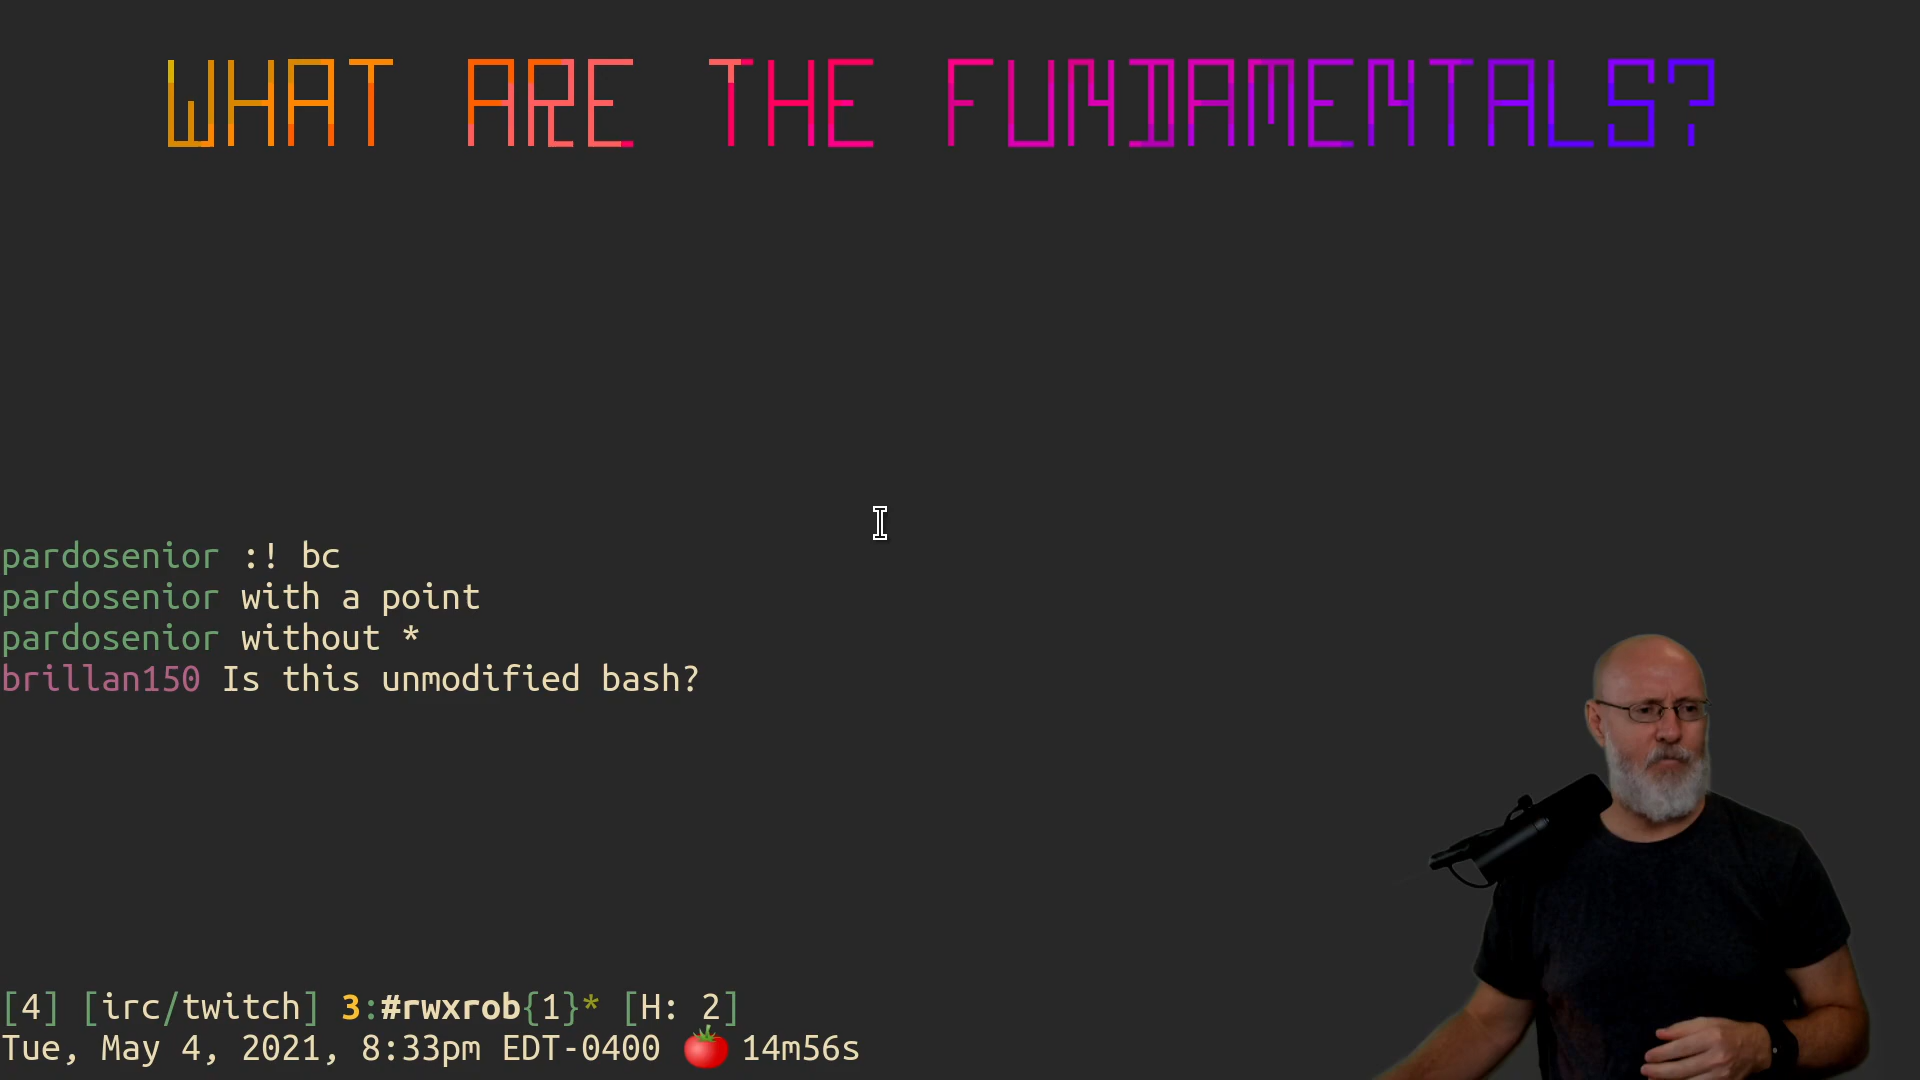 WHAT ARE THE FUNDAMENTALS?
pardosenior :! bc
pardosenior with a point
pardosenior without *
brillan150 Is this unmodified bash?
[4] [irc/twitch] 3:#rwxrob{1}* [H: 2]
Tue, May 4, 2021, 8:33pm EDT-0400 🍅 14m56s